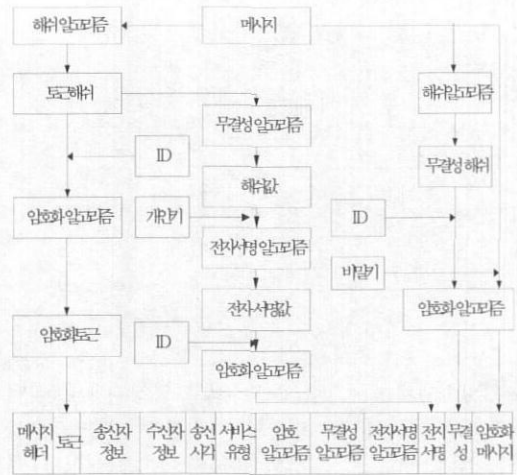 해쉬알고리즘
메시지
토큰해쉬
해쉬알고리즘
무결성알고리즘
ID
무결성해쉬
해쉬값
암호화알고리즘
개인키
ID
전자서명알고리즘
비밀키
전자서명값
암호화알고리즘
암호화토큰
ID
암호화알고리즘
메시지
헤더
토큰
송신자
정보
수신자
정보
송신
시각
서비스
유형
암호
알고리즘
무결성
알고리즘
전자서명
알고리즘
전자
서명
무결
성
암호화
메시지